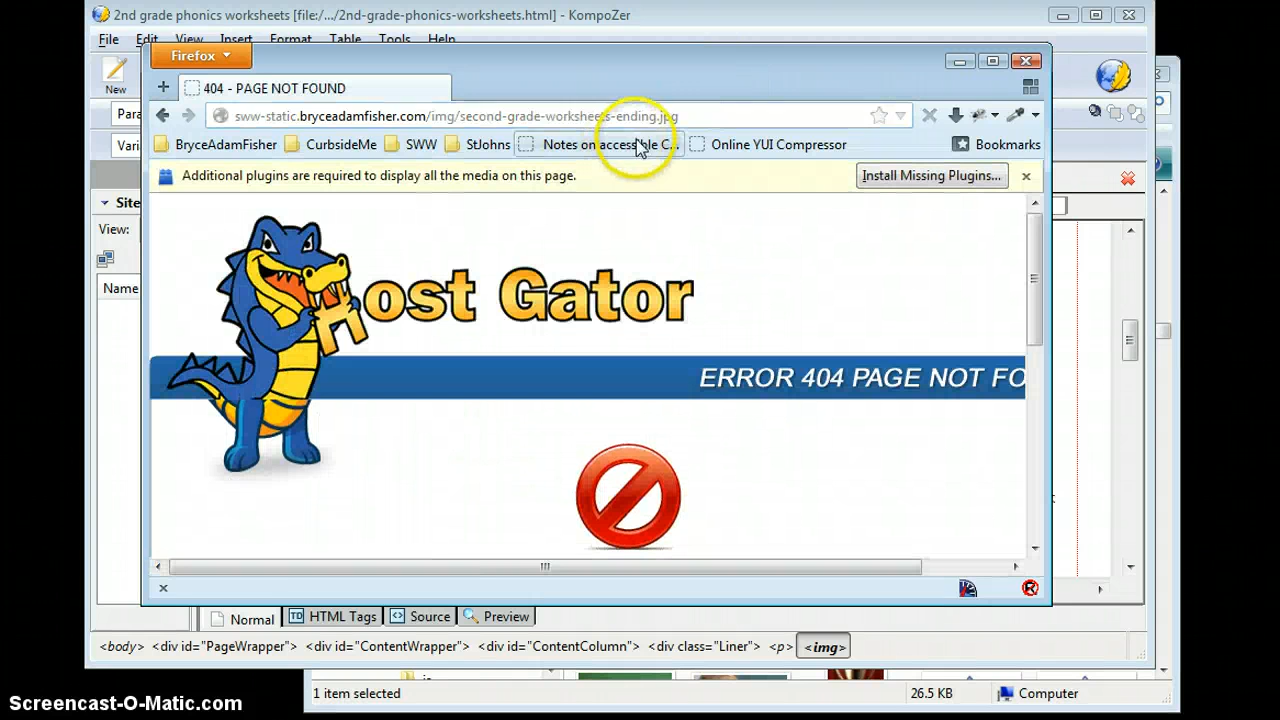 2nd grade phonics worksheets [file:/.../2nd-grade-phonics-worksheets.html] - KompoZer
File Edit View Insert Format Table Tools Help
Firefox
New
404 - PAGE NOT FOUND
Para
sww-static.bryceadamfisher.com/img/second-grade-worksheets-ending.jpg
Vari
BryceAdamFisher CurbsideMe SWW StJohns Notes on accessible C... Online YUI Compressor Bookmarks
Additional plugins are required to display all the media on this page. Install Missing Plugins...
Site
View:
Name
Host Gator
ERROR 404 PAGE NOT FO
Normal HTML Tags Source Preview
<body> <div id="PageWrapper> <div id="ContentWrapper> <div id="ContentColumn> <div class="Liner> <p> <img>
1 item selected 26.5 KB Computer
Screencast-O-Matic.com